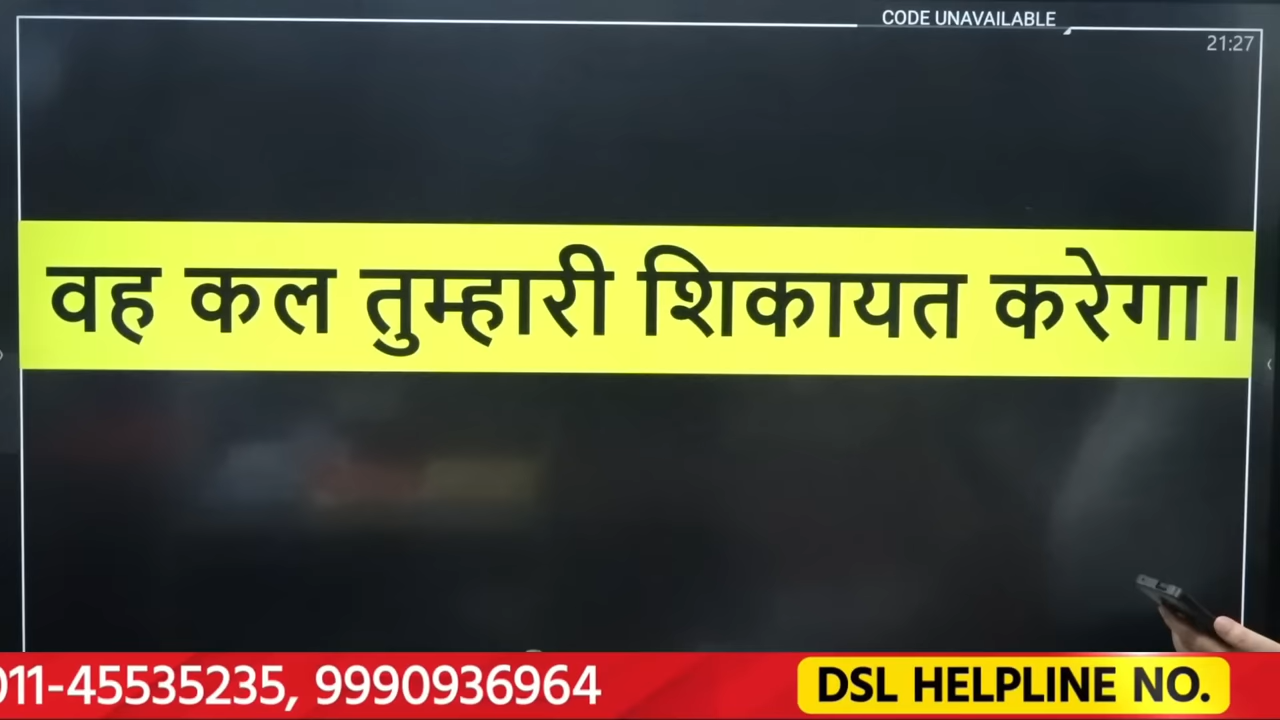 CODE UNAVAILABLE
21:27
वह कल तुम्हारी शिकायत करेगा।
011-45535235, 9990936964 DSL HELPLINE NO.